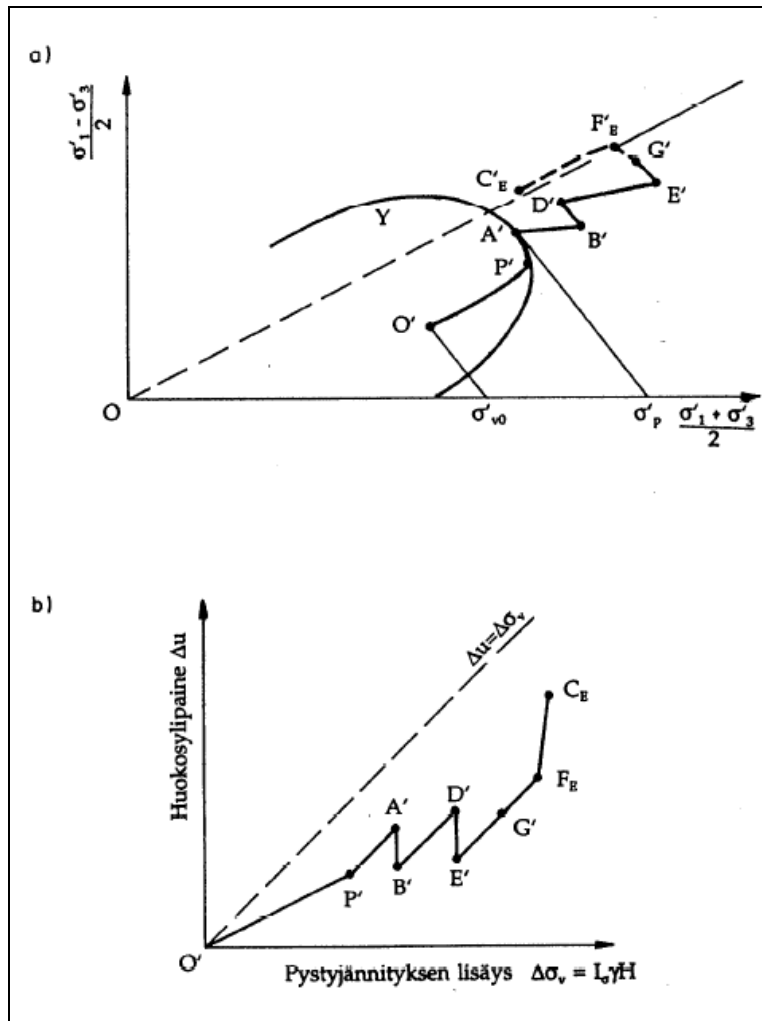 a)
σ'₁ - σ'₃
2
F'E
G'
C'E
D'
E'
Y
A'
B'
P'
O'
O
σ'v0
σ'p
σ'₁ + σ'₃
2
b)
Huokosylipaine Δu
Δu=Δσv
CE
A'
D'
FE
G'
P'
B'
E'
O'
Pystyjännityksen lisäys Δσv = IσγH